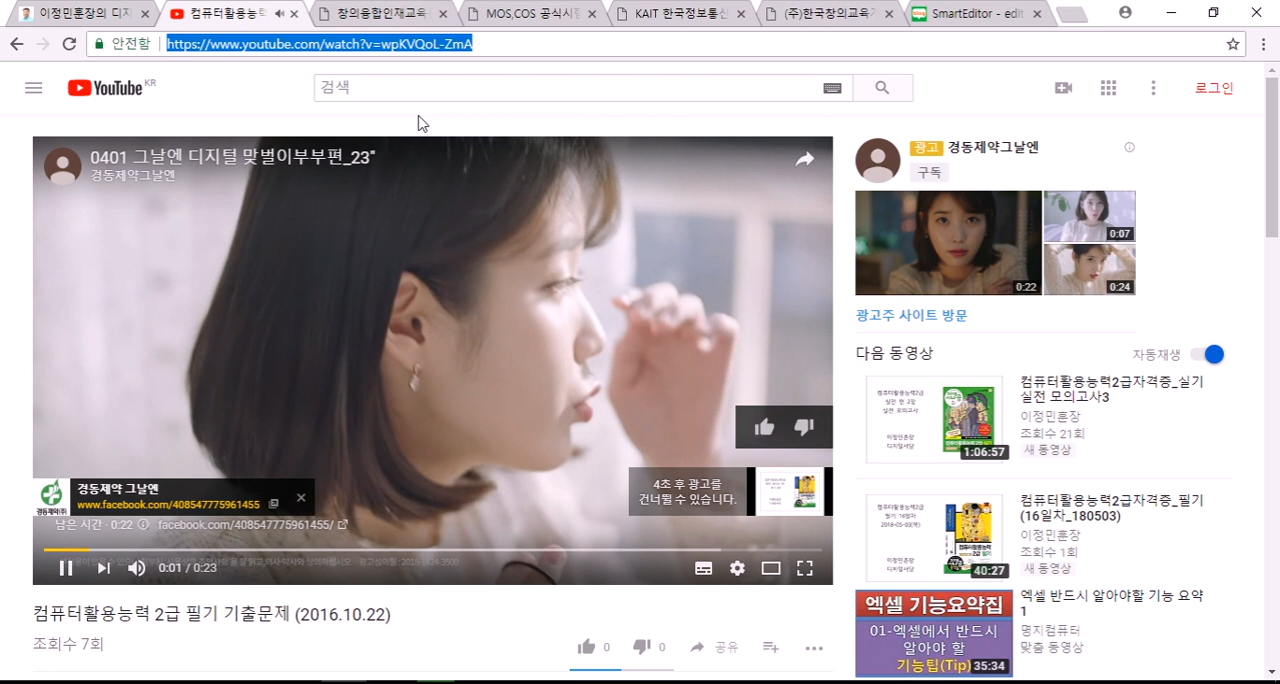 이정민훈장의 디지
컴퓨터활용능력
창의융합인재교육
MOS,COS 공식시험
KAIT 한국정보통신
(주)한국창의교육
SmartEditor - edit
안전함
https://www.youtube.com/watch?v=wpKVQoL-ZmA
YouTube KR
검색
로그인
0401 그날엔 디지털 맞벌이부부편_23"
경동제약그날엔
광고 경동제약그날엔
구독
0:22
0:07
0:24
광고주 사이트 방문
다음 동영상
자동재생
컴퓨터활용능력2급자격증_실기
실전 모의고사3
이정민훈장
조회수 21회
새 동영상
1:06:57
컴퓨터활용능력2급자격증_필기
(16일차_180503)
이정민훈장
조회수 1회
새 동영상
40:27
엑셀 기능요약집
01-엑셀에서 반드시
알아야 할
기능팁(Tip)
35:34
엑셀 반드시 알아야할 기능 요약
1
명지컴퓨터
맞춤 동영상
4초 후 광고를
건너뛸 수 있습니다.
경동제약 그날엔
www.facebook.com/408547775961455
경동제약(주)
남은 시간 · 0:22
facebook.com/408547775961455/
0:01 / 0:23
컴퓨터활용능력 2급 필기 기출문제 (2016.10.22)
조회수 7회
0
0
공유